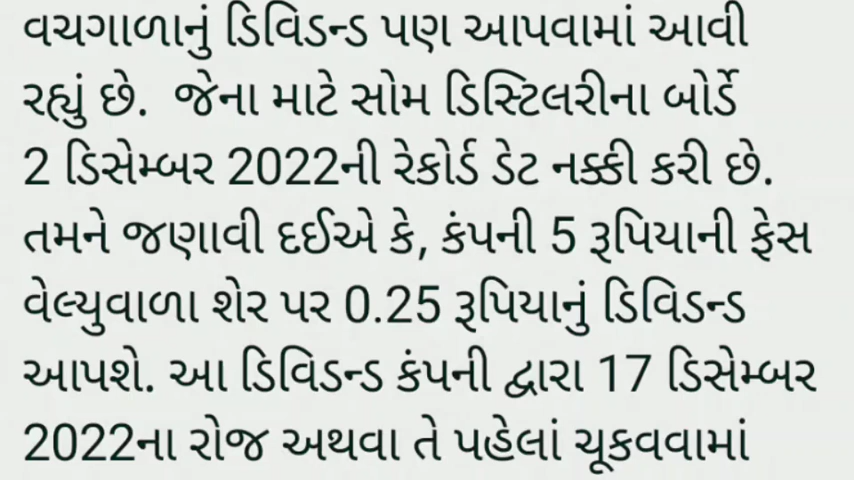 વચગાળાનું ડિવિડન્ડ પણ આપવામાં આવી
રહ્યું છે. જેના માટે સોમ ડિસ્ટિલરીના બોર્ડે
2 ડિસેમ્બર 2022ની રેકોર્ડ ડેટ નક્કી કરી છે.
તમને જણાવી દઈએ કે, કંપની 5 રૂપિયાની ફેસ
વેલ્યુવાળા શેર પર 0.25 રૂપિયાનું ડિવિડન્ડ
આપશે. આ ડિવિડન્ડ કંપની દ્વારા 17 ડિસેમ્બર
2022ના રોજ અથવા તે પહેલાં ચૂકવવામાં